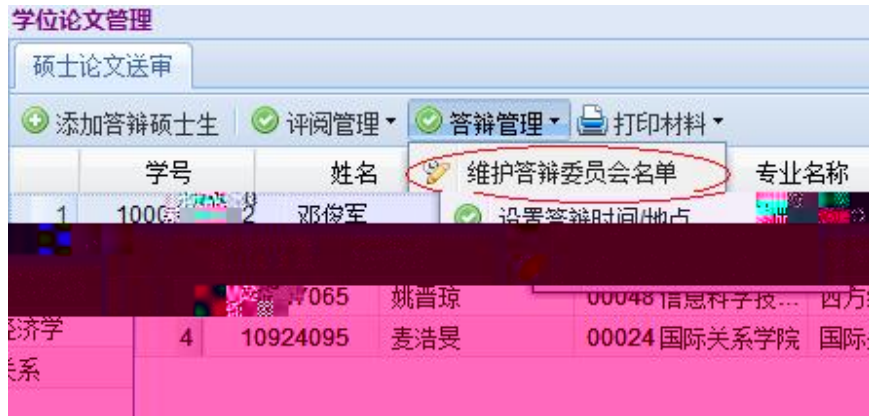 学位论文管理
硕士论文送审
添加答辩硕士生 评阅管理 答辩管理 打印材料
学号 姓名 维护答辩委员会名单 专业名称
1 邓俊军 设置答辩时间/地点
065 姚晋琼 00048 信息科学技... 四方
经济学 4 10924095 麦浩旻 00024 国际关系学院 国际
系